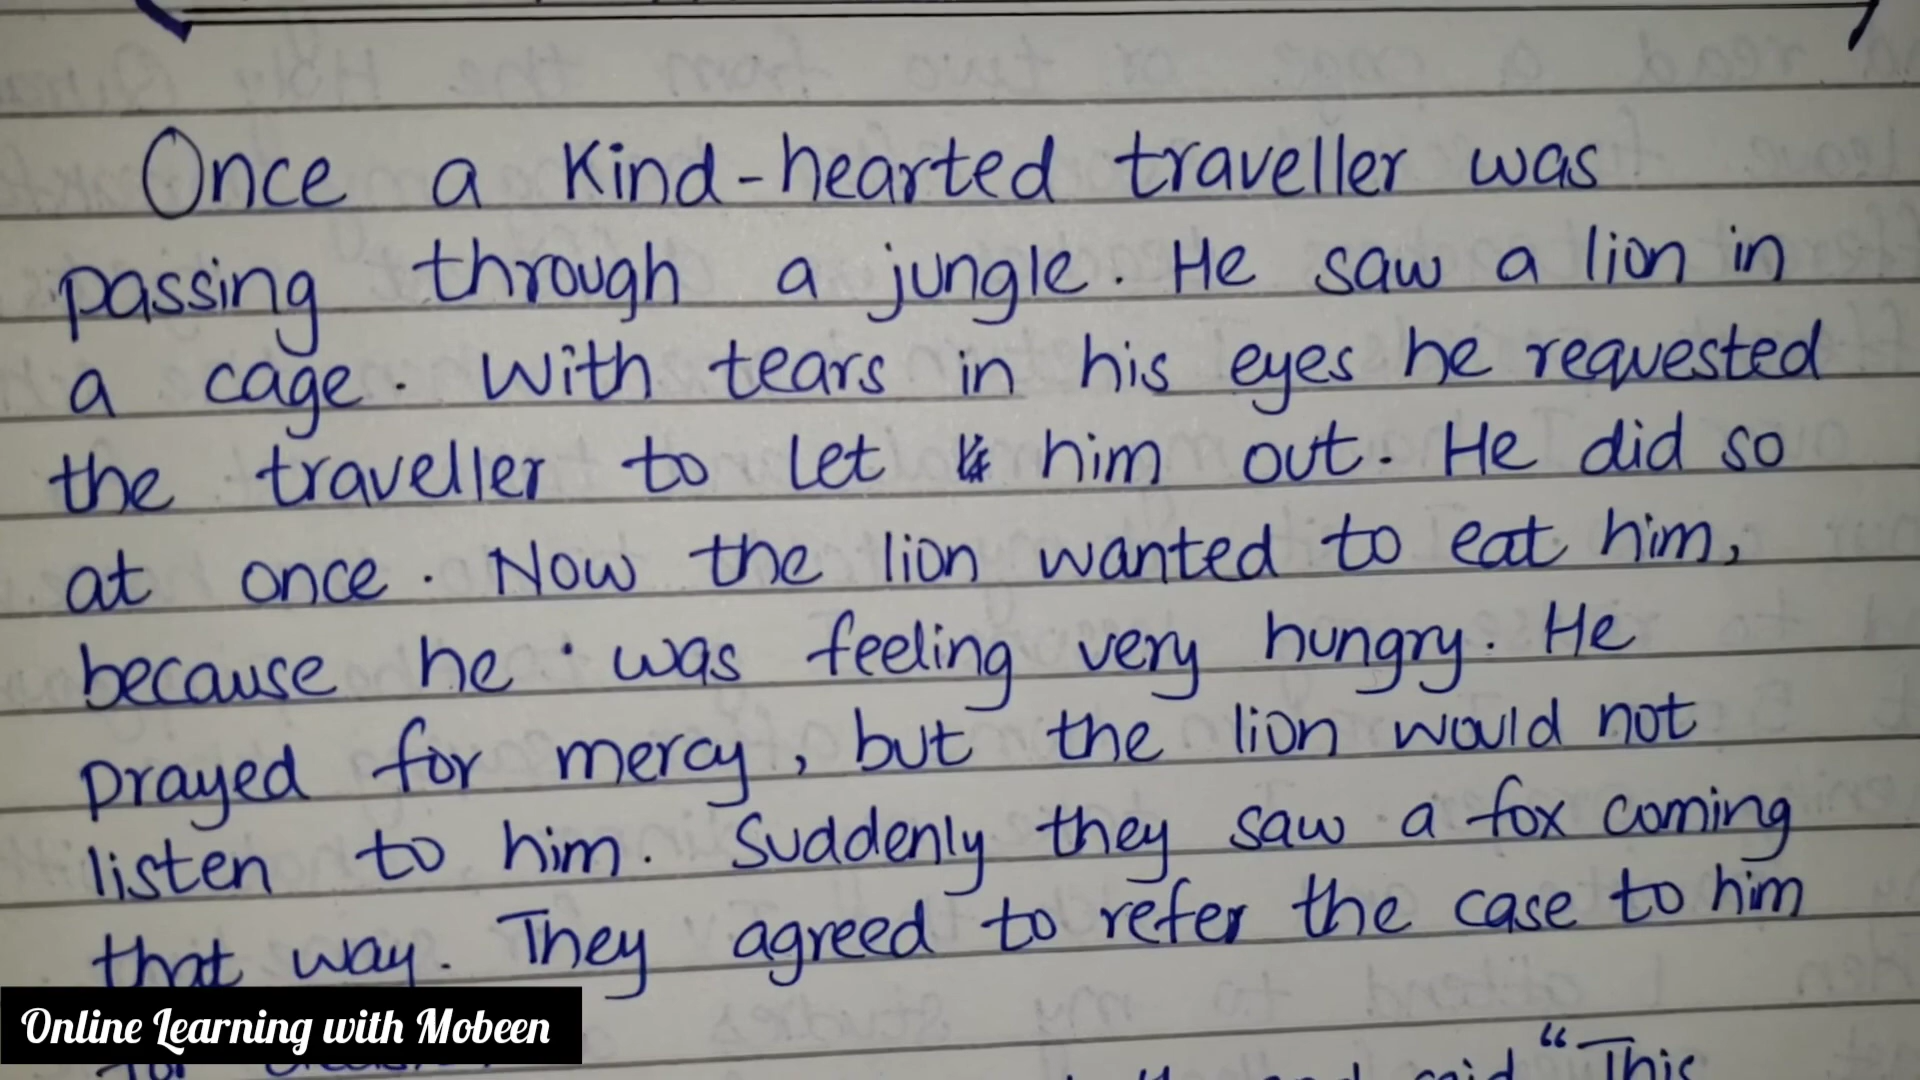 Once a kind-hearted traveller was
passing through a jungle. He saw a lion in
a cage. With tears in his eyes he requested
the traveller to let him out. He did so
at once. Now the lion wanted to eat him,
because he was feeling very hungry. He
prayed for mercy, but the lion would not
listen to him. Suddenly they saw a fox coming
that way. They agreed to refer the case to him
Online Learning with Mobeen
for said "This